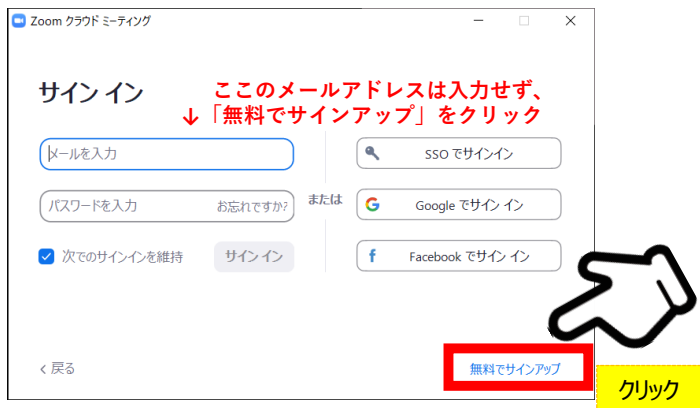 Zoom クラウド ミーティング
サイン イン
ここのメールアドレスは入力せず、
↓「無料でサインアップ」をクリック
メールを入力
パスワードを入力 お忘れですか?
次でのサインインを維持 サイン イン
または
SSO でサインイン
Google でサイン イン
Facebook でサイン イン
戻る
無料でサインアップ
クリック